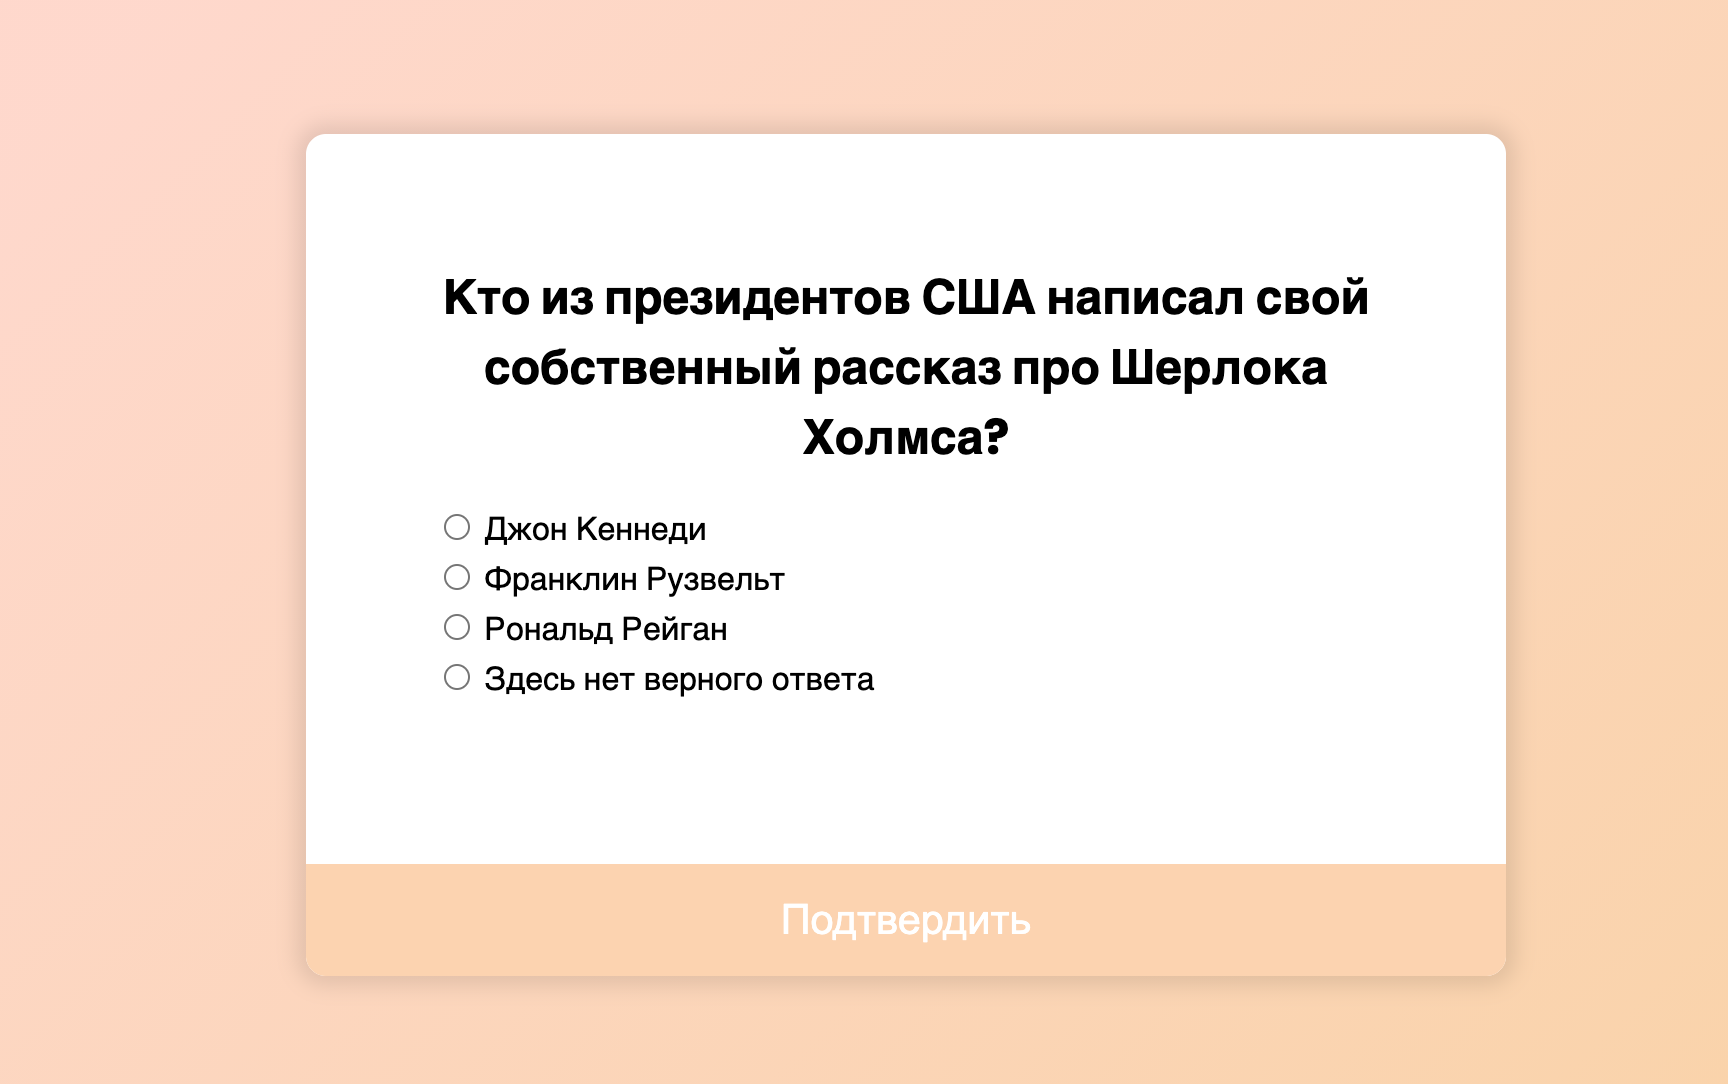 Кто из президентов США написал свой
собственный рассказ про Шерлока
Холмса?
Джон Кеннеди
Франклин Рузвельт
Рональд Рейган
Здесь нет верного ответа
Подтвердить